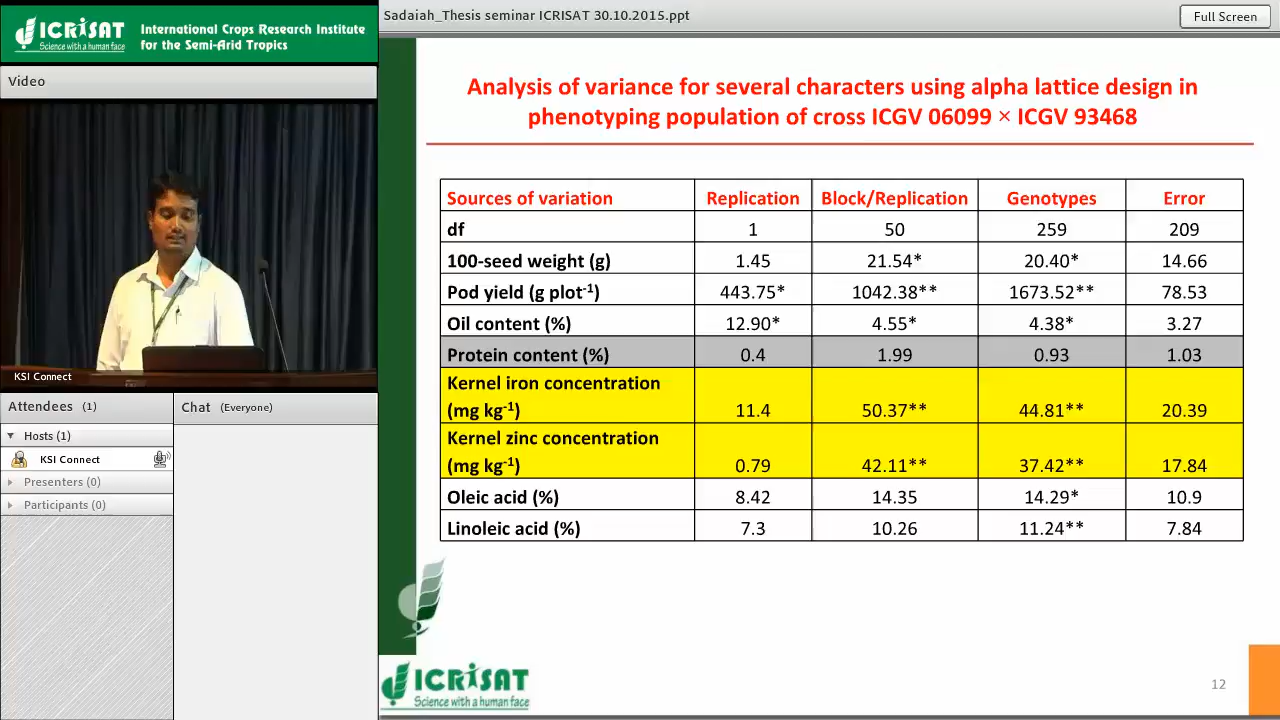 Sadaiah_Thesis seminar ICRISAT 30.10.2015.ppt
Full Screen
ICRISAT
Science with a human face
International Crops Research Institute
for the Semi-Arid Tropics
Video
KSI Connect
Attendees (1)
Hosts (1)
KSI Connect
Presenters (0)
Participants (0)
Chat (Everyone)
Analysis of variance for several characters using alpha lattice design in
phenotyping population of cross ICGV 06099 × ICGV 93468
Sources of variation Replication Block/Replication Genotypes Error
df 1 50 259 209
100-seed weight (g) 1.45 21.54* 20.40* 14.66
Pod yield (g plot⁻¹) 443.75* 1042.38** 1673.52** 78.53
Oil content (%) 12.90* 4.55* 4.38* 3.27
Protein content (%) 0.4 1.99 0.93 1.03
Kernel iron concentration
(mg kg⁻¹) 11.4 50.37** 44.81** 20.39
Kernel zinc concentration
(mg kg⁻¹) 0.79 42.11** 37.42** 17.84
Oleic acid (%) 8.42 14.35 14.29* 10.9
Linoleic acid (%) 7.3 10.26 11.24** 7.84
ICRISAT
Science with a human face
12